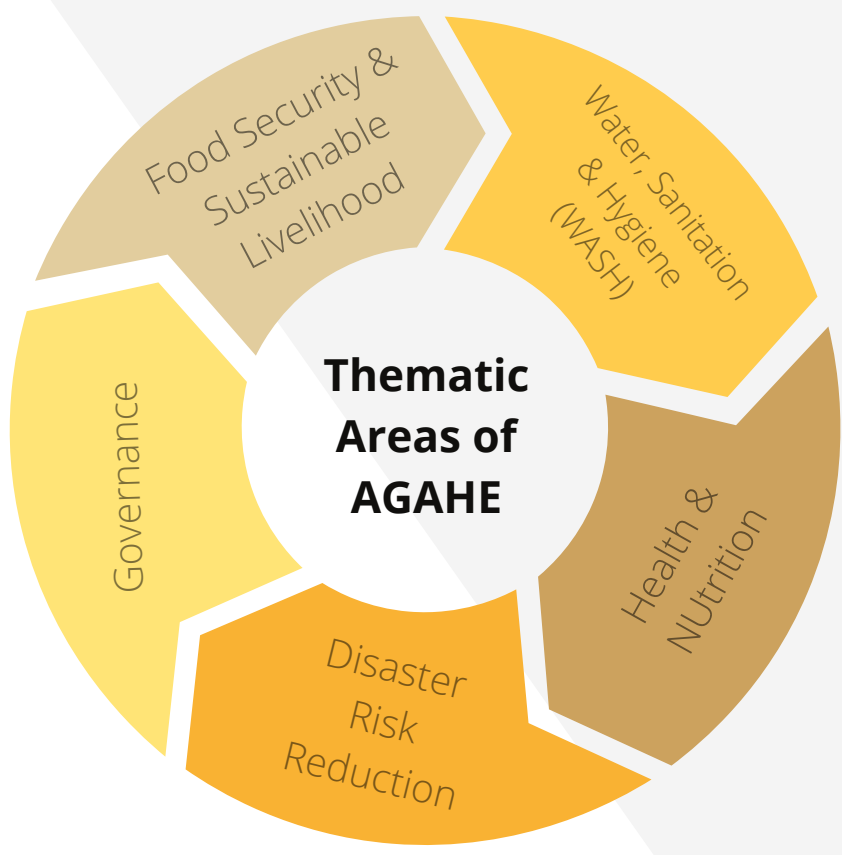 Food Security &
Sustainable
Livelihood
Water, Sanitation
& Hygiene
(WASH)
Health &
NUtrition
Disaster
Risk
Reduction
Governance
Thematic
Areas of
AGAHE